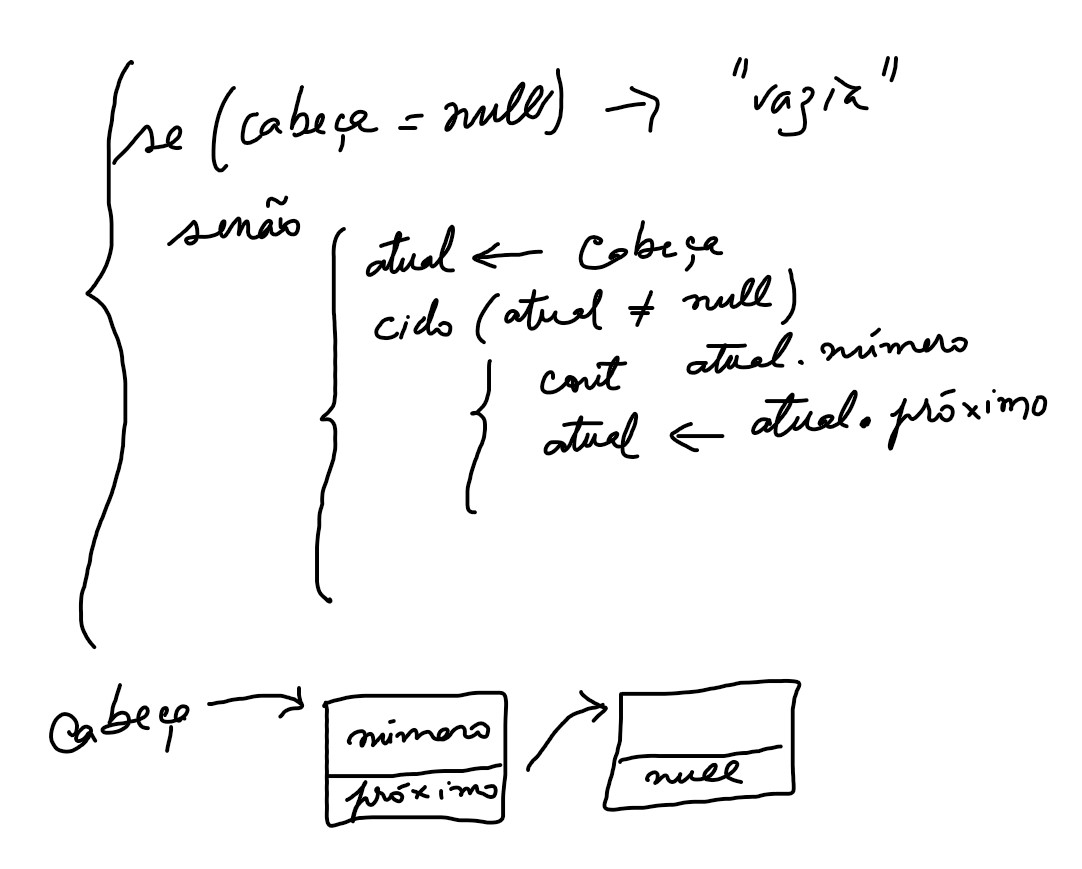 se (cabeça = null) → "vazia"
senão
atual ← cabeça
ciclo (atual ≠ null)
cout atual.número
atual ← atual.próximo
cabeça →
número
próximo
null